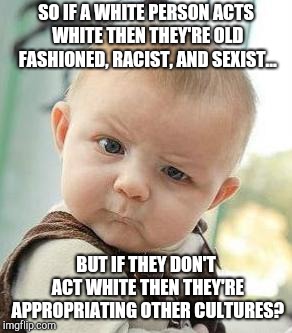 SO IF A WHITE PERSON ACTS
WHITE THEN THEY'RE OLD
FASHIONED, RACIST, AND SEXIST...
BUT IF THEY DON'T
ACT WHITE THEN THEY'RE
APPROPRIATING OTHER CULTURES?
imgflip.com